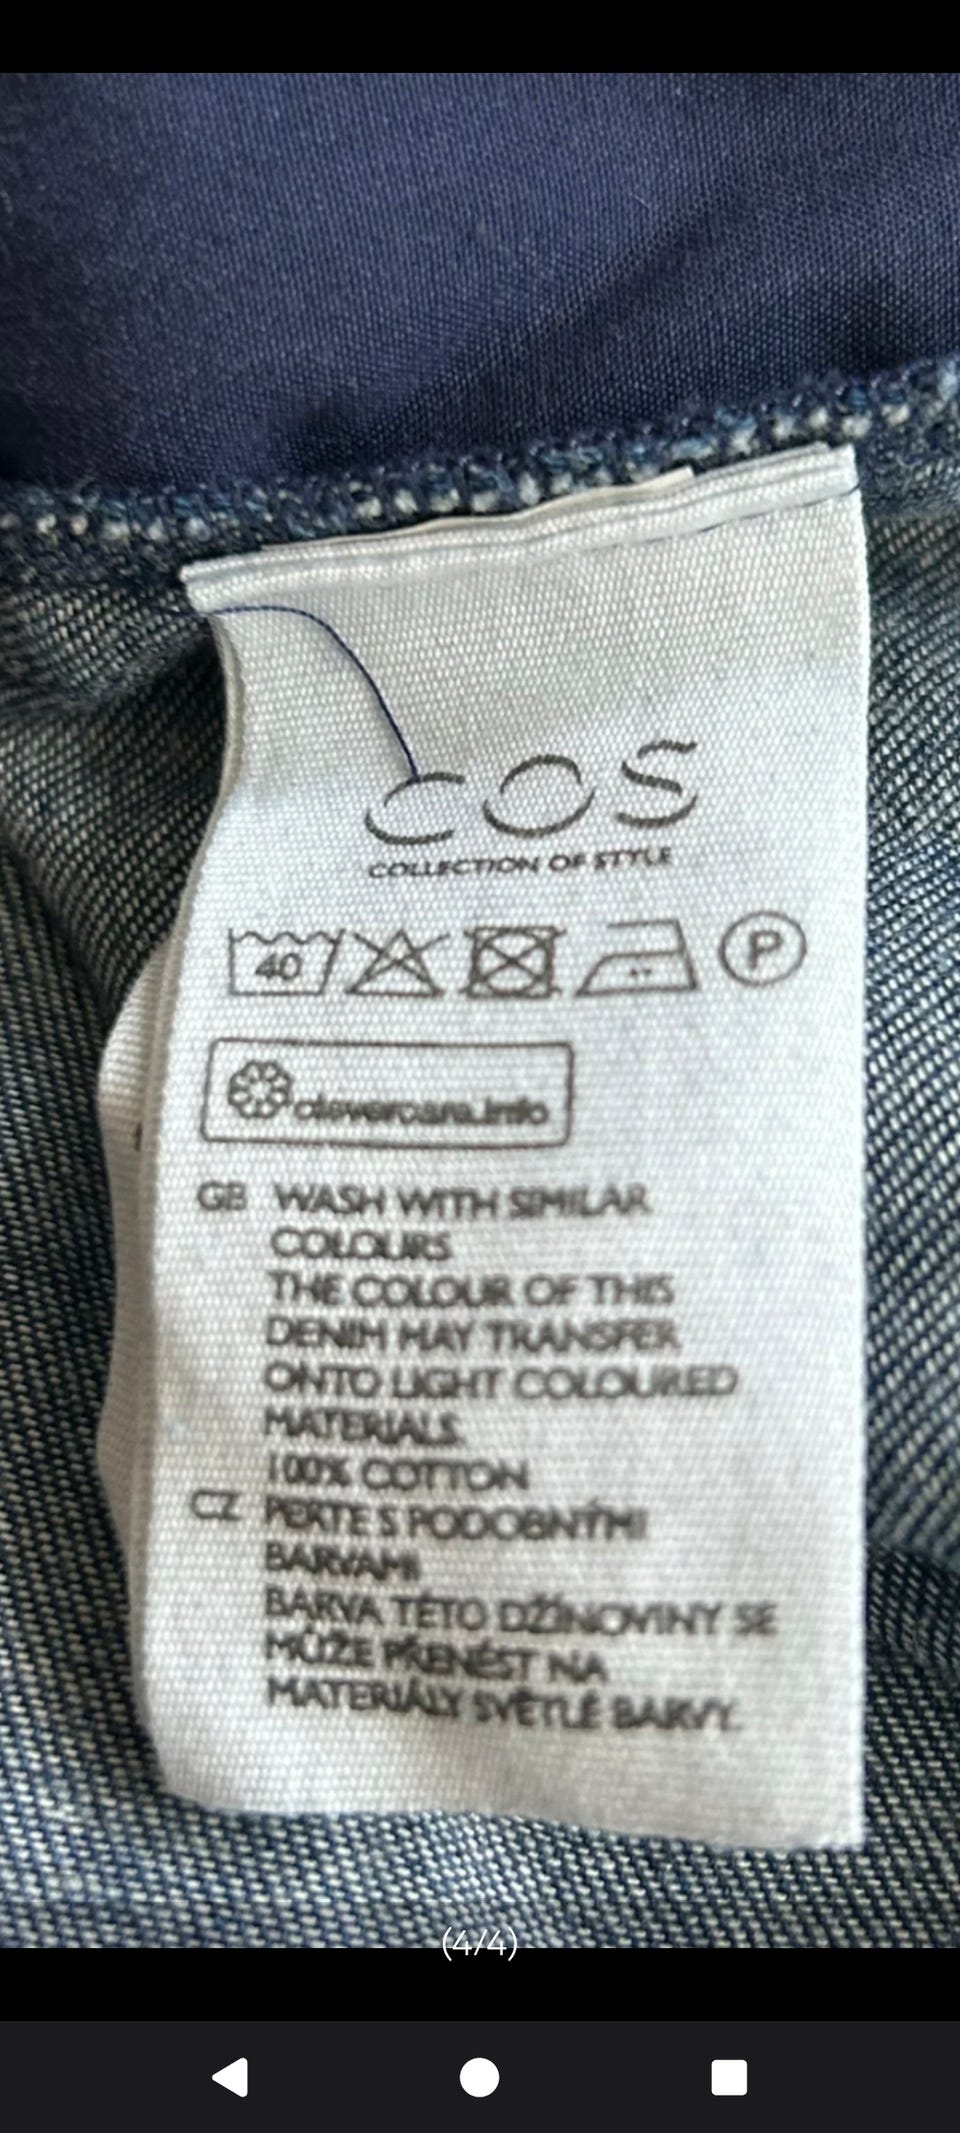 COS
COLLECTION OF STYLE
40 P
clevercare.info
GB WASH WITH SIMILAR
COLOURS
THE COLOUR OF THIS
DENIM MAY TRANSFER
ONTO LIGHT COLOURED
MATERIALS.
100% COTTON
CZ PERTE S PODOBNÝMI
BARVAMI
BARVA TÉTO DŽÍNOVINY SE
MŮŽE PŘENÉST NA
MATERIÁLY SVĚTLÉ BARVY.
(4/4)